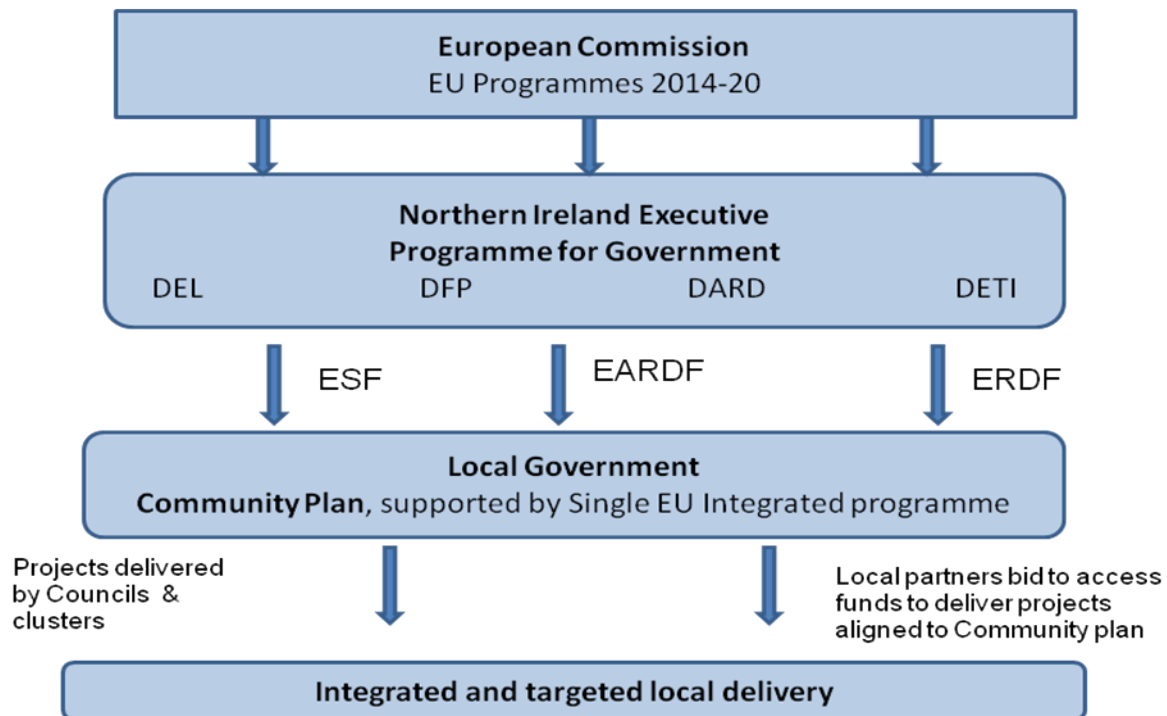 European Commission
EU Programmes 2014-20
Northern Ireland Executive
Programme for Government
DEL DFP DARD DETI
ESF EARDF ERDF
Local Government
Community Plan, supported by Single EU Integrated programme
Projects delivered
by Councils &
clusters
Local partners bid to access
funds to deliver projects
aligned to Community plan
Integrated and targeted local delivery